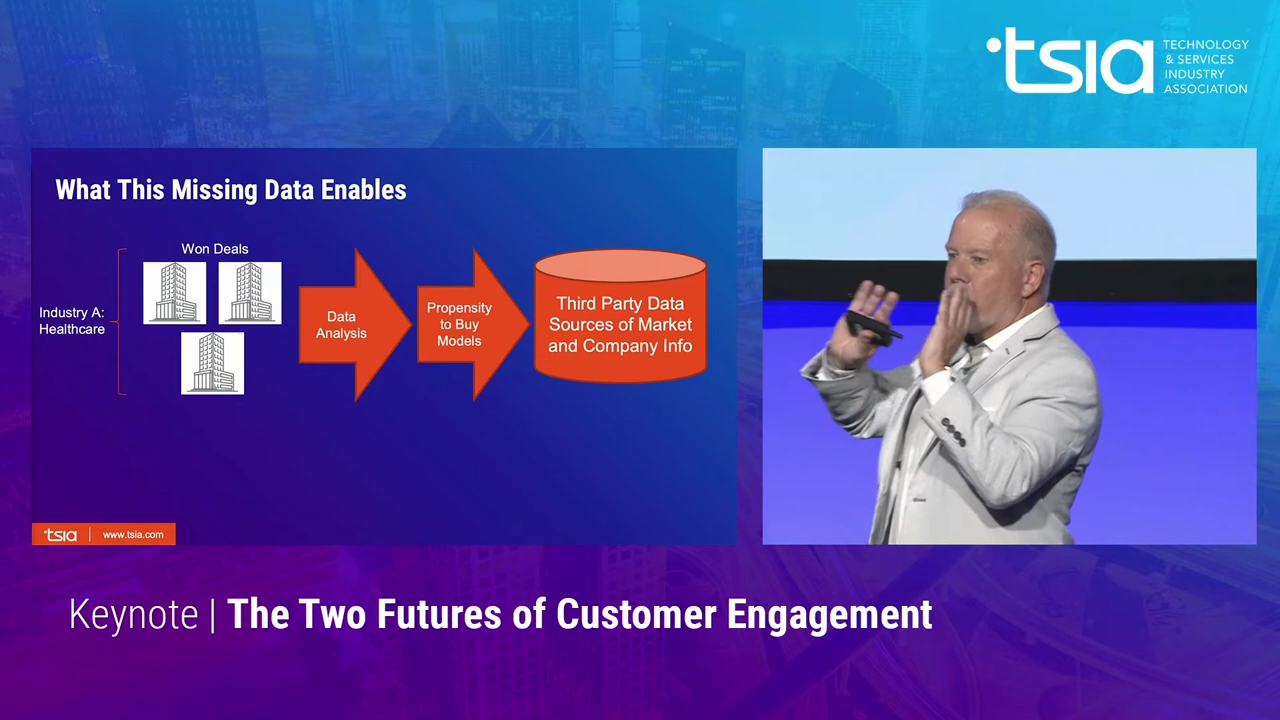 tsia
TECHNOLOGY
& SERVICES
INDUSTRY
ASSOCIATION
What This Missing Data Enables
Won Deals
Industry A:
Healthcare
Data
Analysis
Propensity
to Buy
Models
Third Party Data
Sources of Market
and Company Info
tsia | www.tsia.com
Keynote | The Two Futures of Customer Engagement